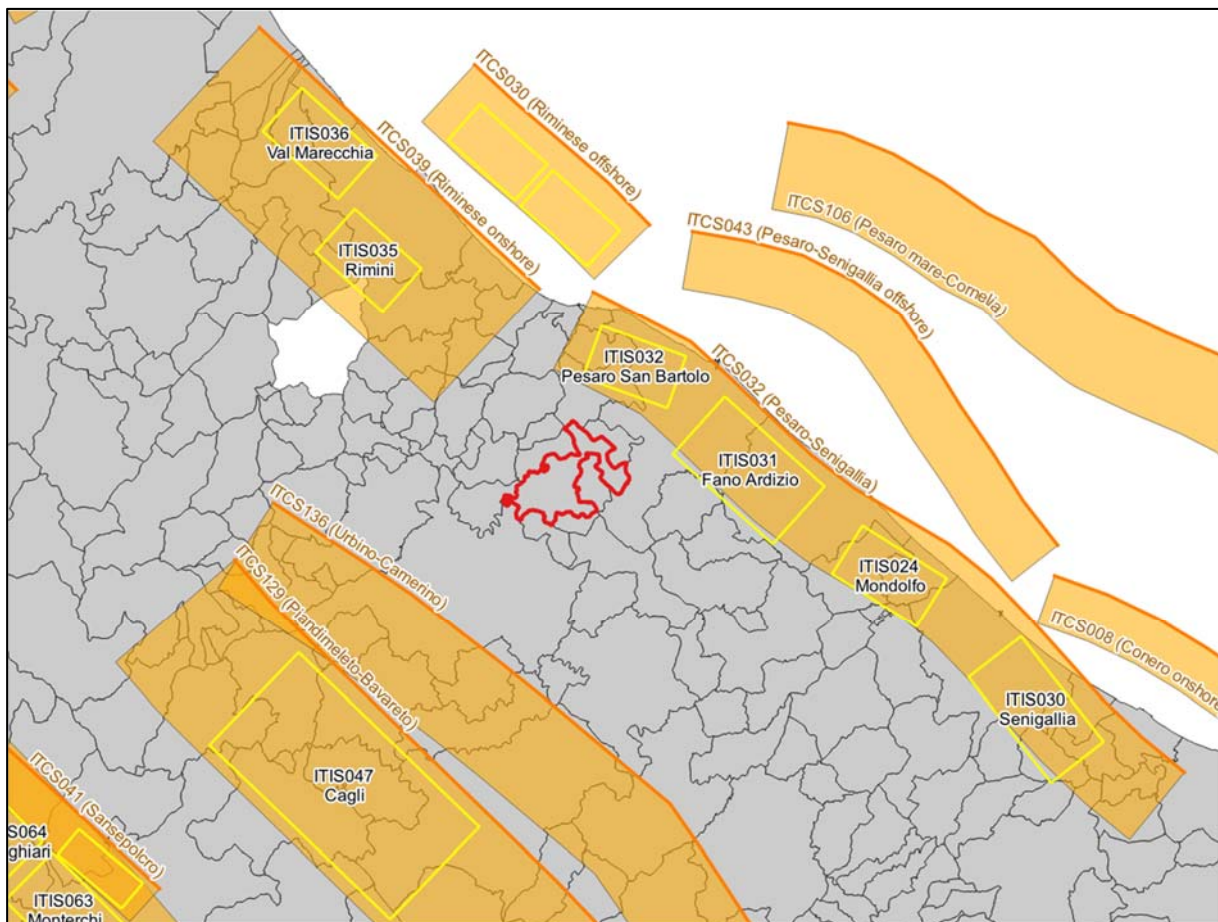 ITCS030 (Riminese offshore)
ITIS036
Val Marecchia
ITCS039 (Riminese onshore)
ITCS106 (Pesaro mare-Cornelia)
ITCS043 (Pesaro-Senigallia offshore)
ITIS035
Rimini
ITIS032
Pesaro San Bartolo
ITCS032 (Pesaro-Senigallia)
ITIS031
Fano Ardizio
ITCS136 (Urbino-Camerino)
ITCS129 (Piandimeleto-Bavareto)
ITIS024
Mondolfo
ITCS008 (Conero onshore
ITIS030
Senigallia
ITIS047
Cagli
ITCS041 (Sansepolcro)
S064
ghiari
ITIS063
Monterchi